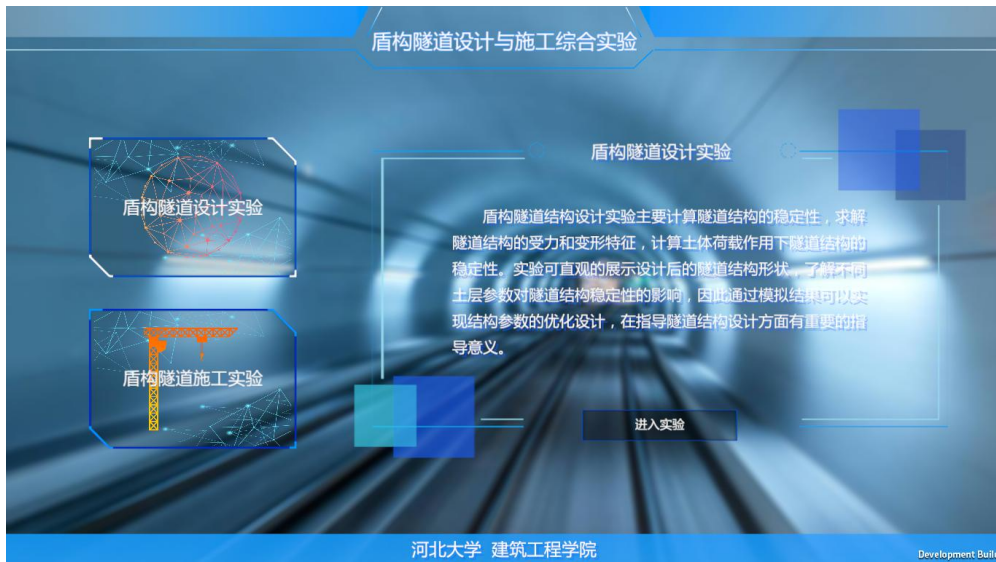 盾构隧道设计与施工综合实验
盾构隧道设计实验
盾构隧道施工实验
盾构隧道设计实验
盾构隧道结构设计实验主要计算隧道结构的稳定性，求解
隧道结构的受力和变形特征，计算土体荷载作用下隧道结构的
稳定性。实验可直观的展示设计后的隧道结构形状，了解不同
土层参数对隧道结构稳定性的影响，因此通过模拟结果可以实
现结构参数的优化设计，在指导隧道结构设计方面有重要的指
导意义。
进入实验
河北大学 建筑工程学院
Development Build